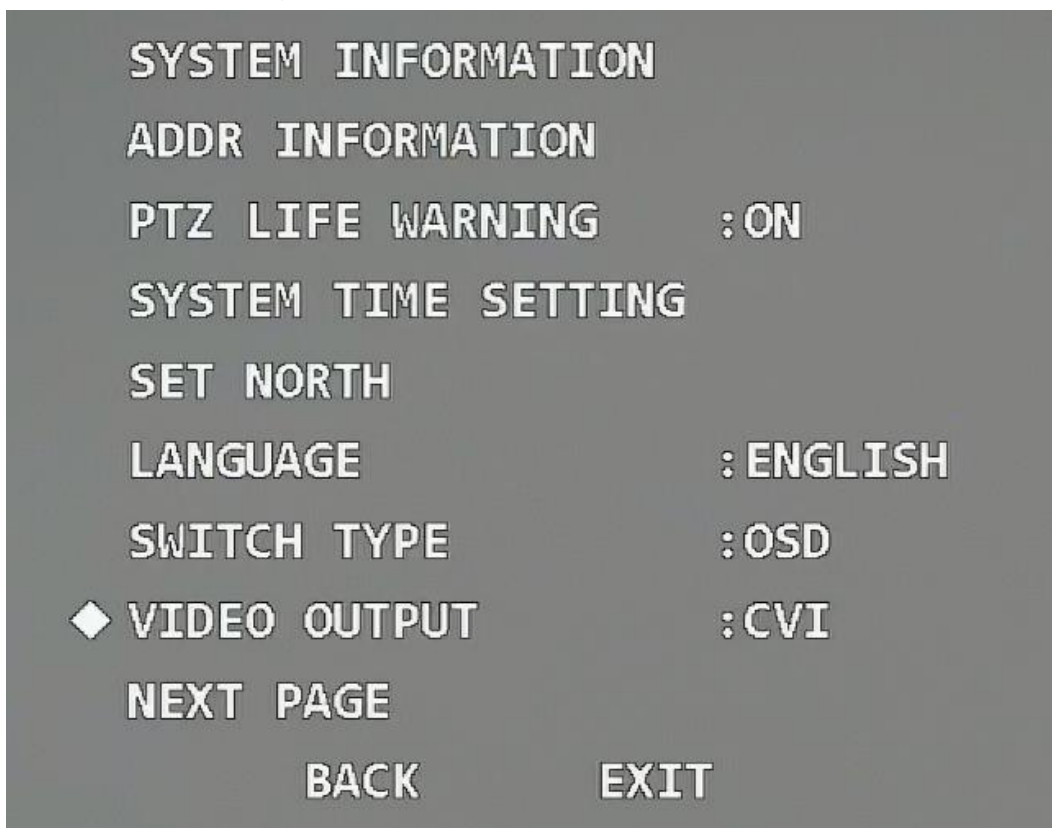 SYSTEM INFORMATION
ADDR INFORMATION
PTZ LIFE WARNING :ON
SYSTEM TIME SETTING
SET NORTH
LANGUAGE :ENGLISH
SWITCH TYPE :OSD
VIDEO OUTPUT :CVI
NEXT PAGE
BACK EXIT